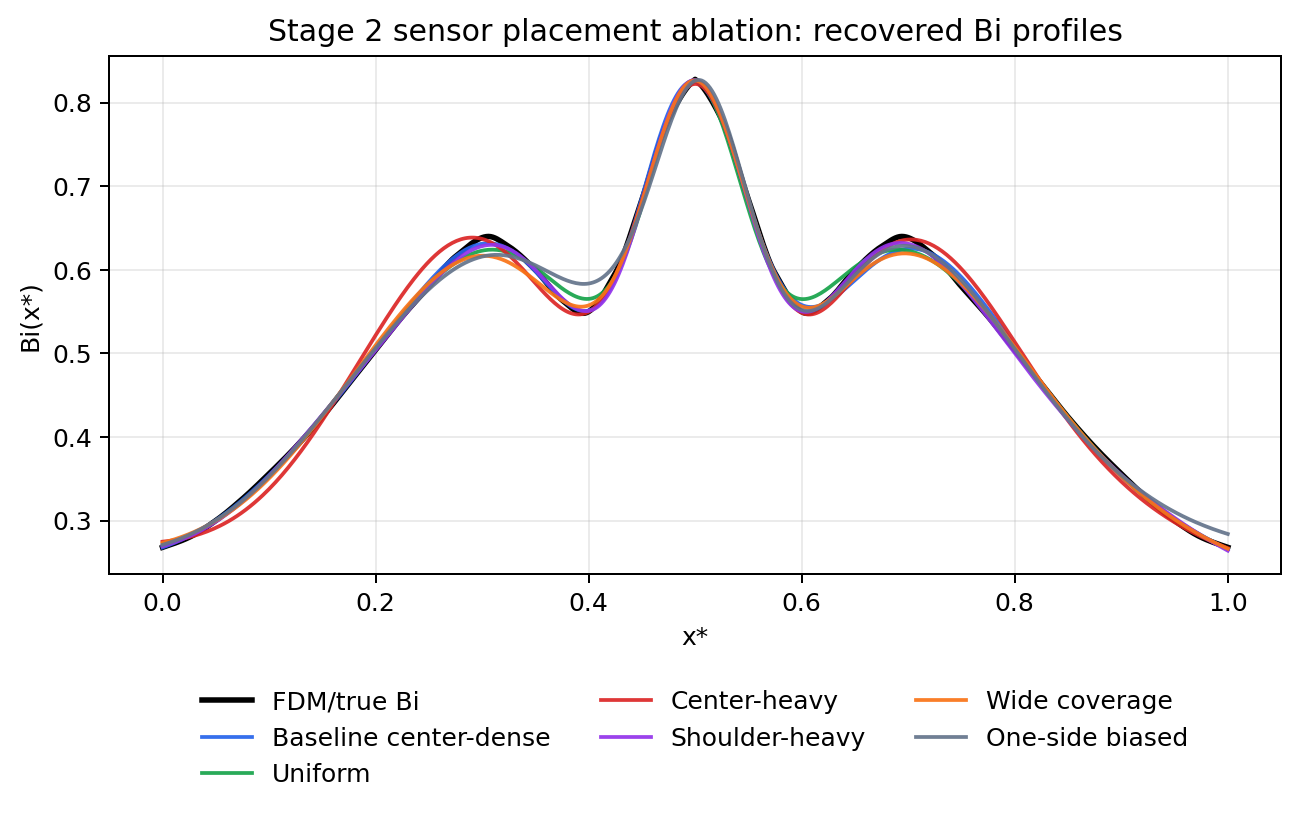 Stage 2 sensor placement ablation: recovered Bi profiles
Bi(x*)
0.8
0.7
0.6
0.5
0.4
0.3
0.0 0.2 0.4 0.6 0.8 1.0
x*
FDM/true Bi Center-heavy Wide coverage
Baseline center-dense Shoulder-heavy One-side biased
Uniform